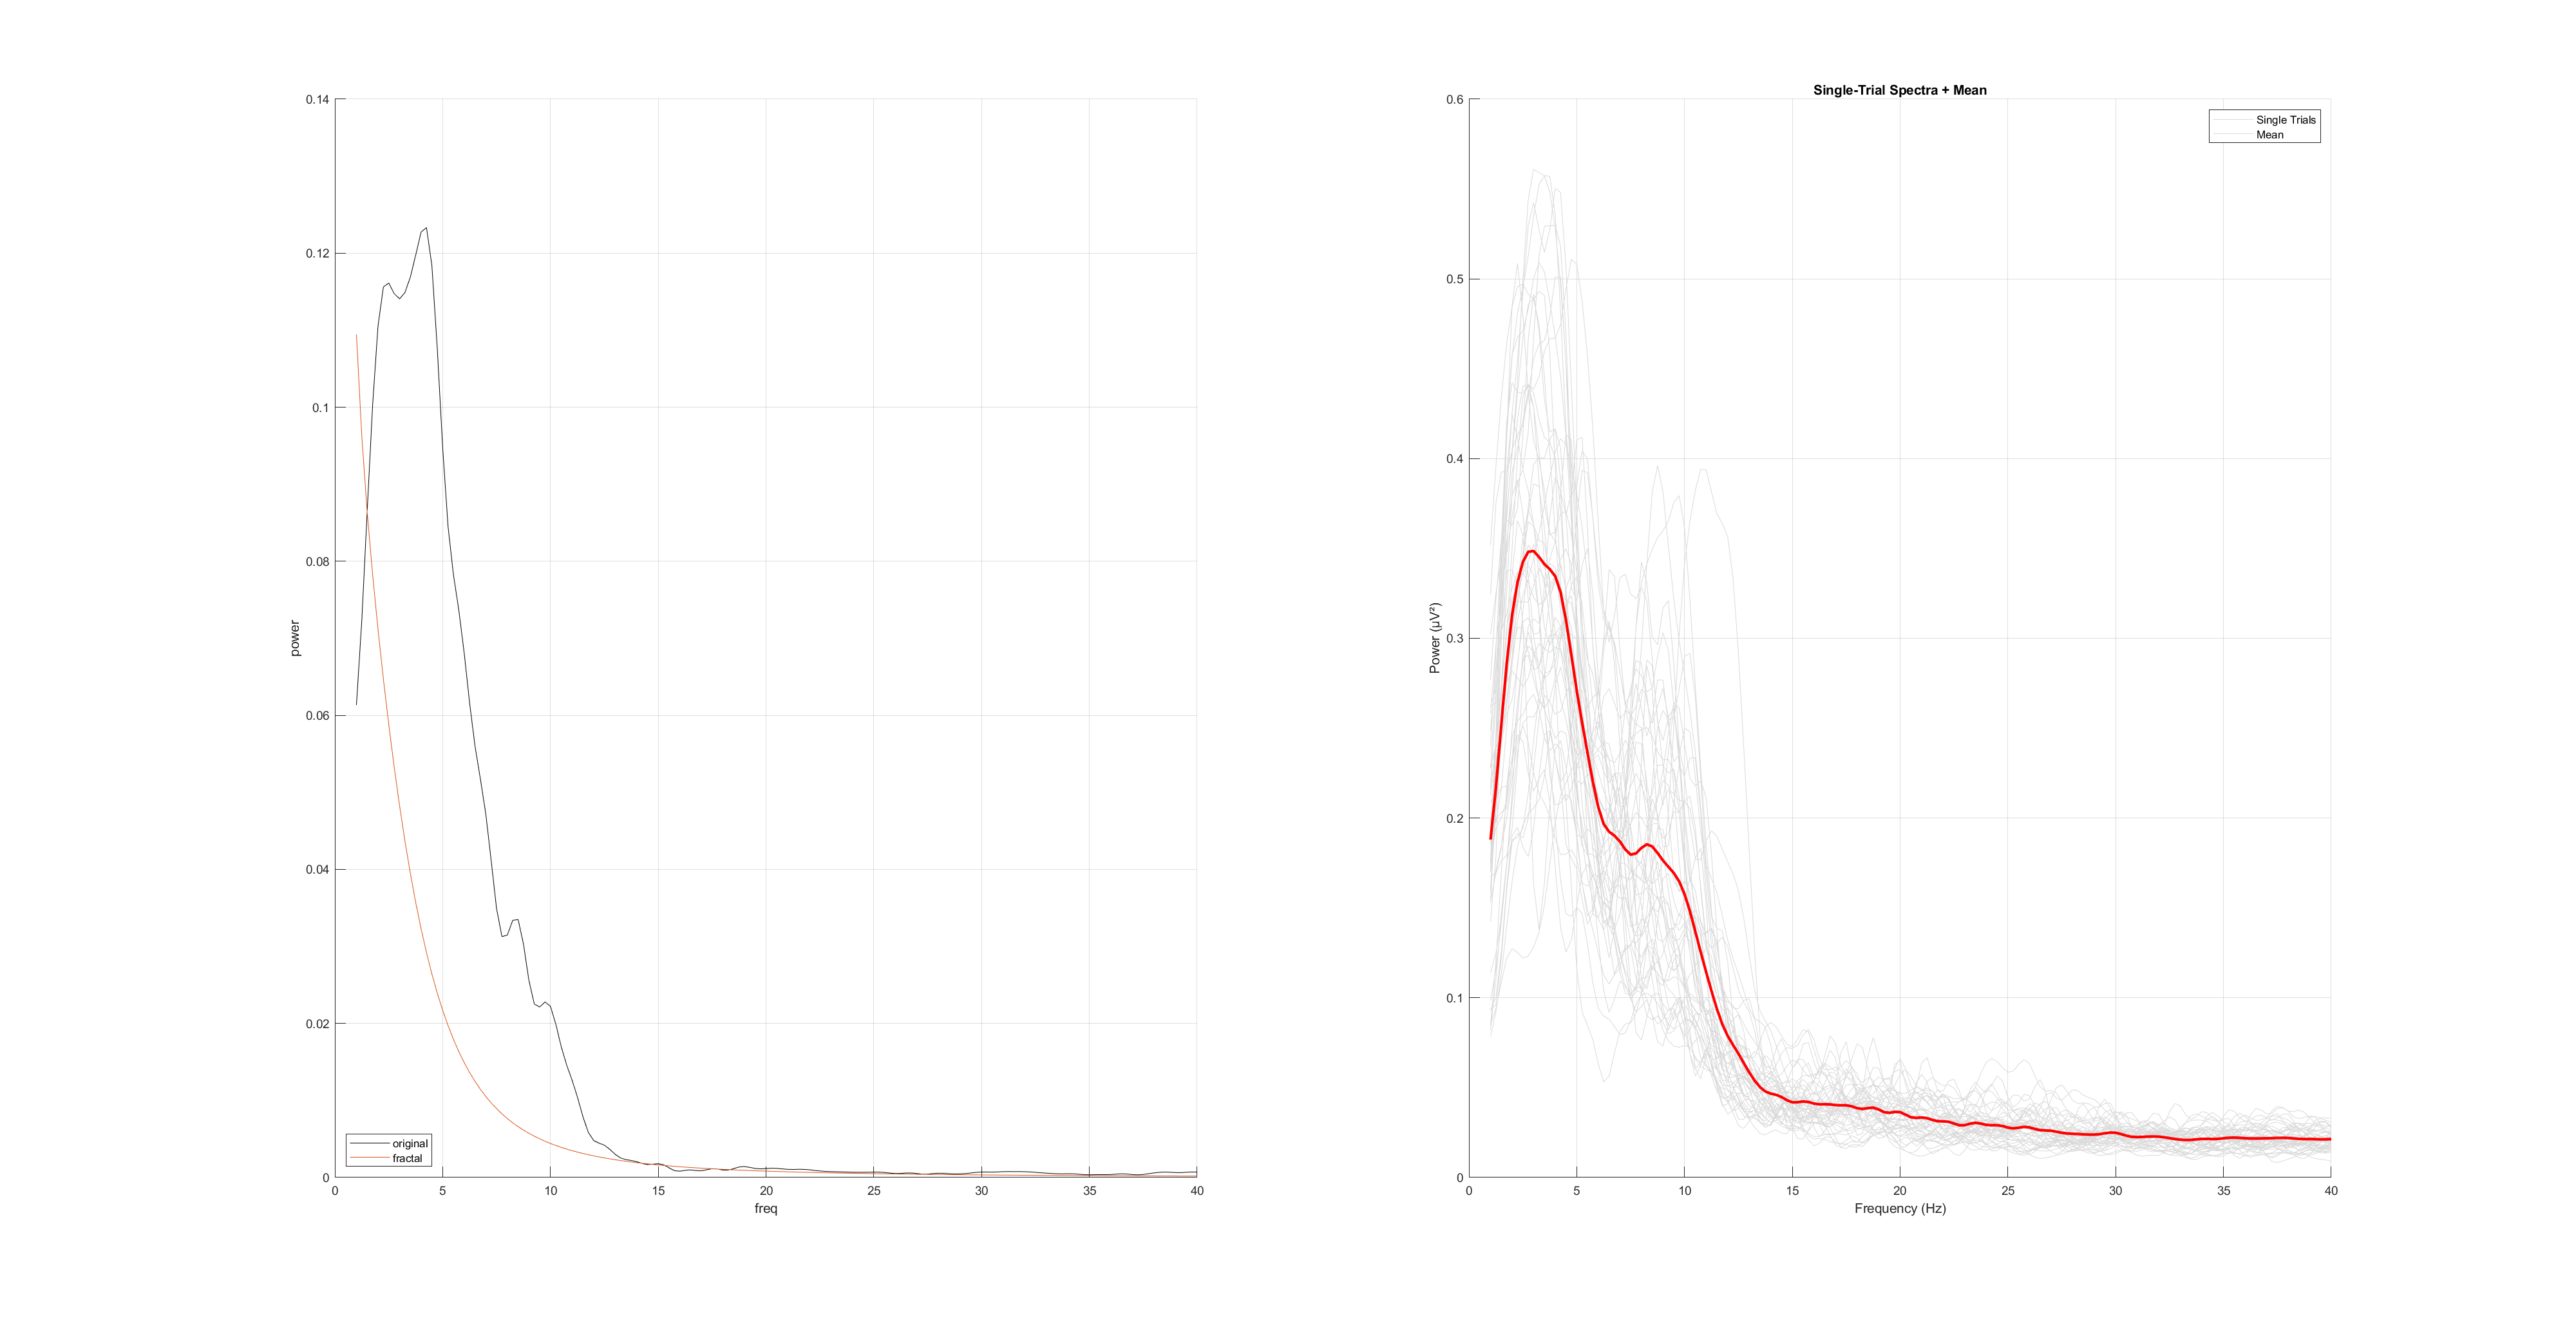 0.14
0.12
0.1
0.08
0.06
0.04
0.02
0
power
original
fractal
0 5 10 15 20 25 30 35 40
freq
Single-Trial Spectra + Mean
Single Trials
Mean
0.6
0.5
0.4
0.3
0.2
0.1
0
Power (µV²)
0 5 10 15 20 25 30 35 40
Frequency (Hz)